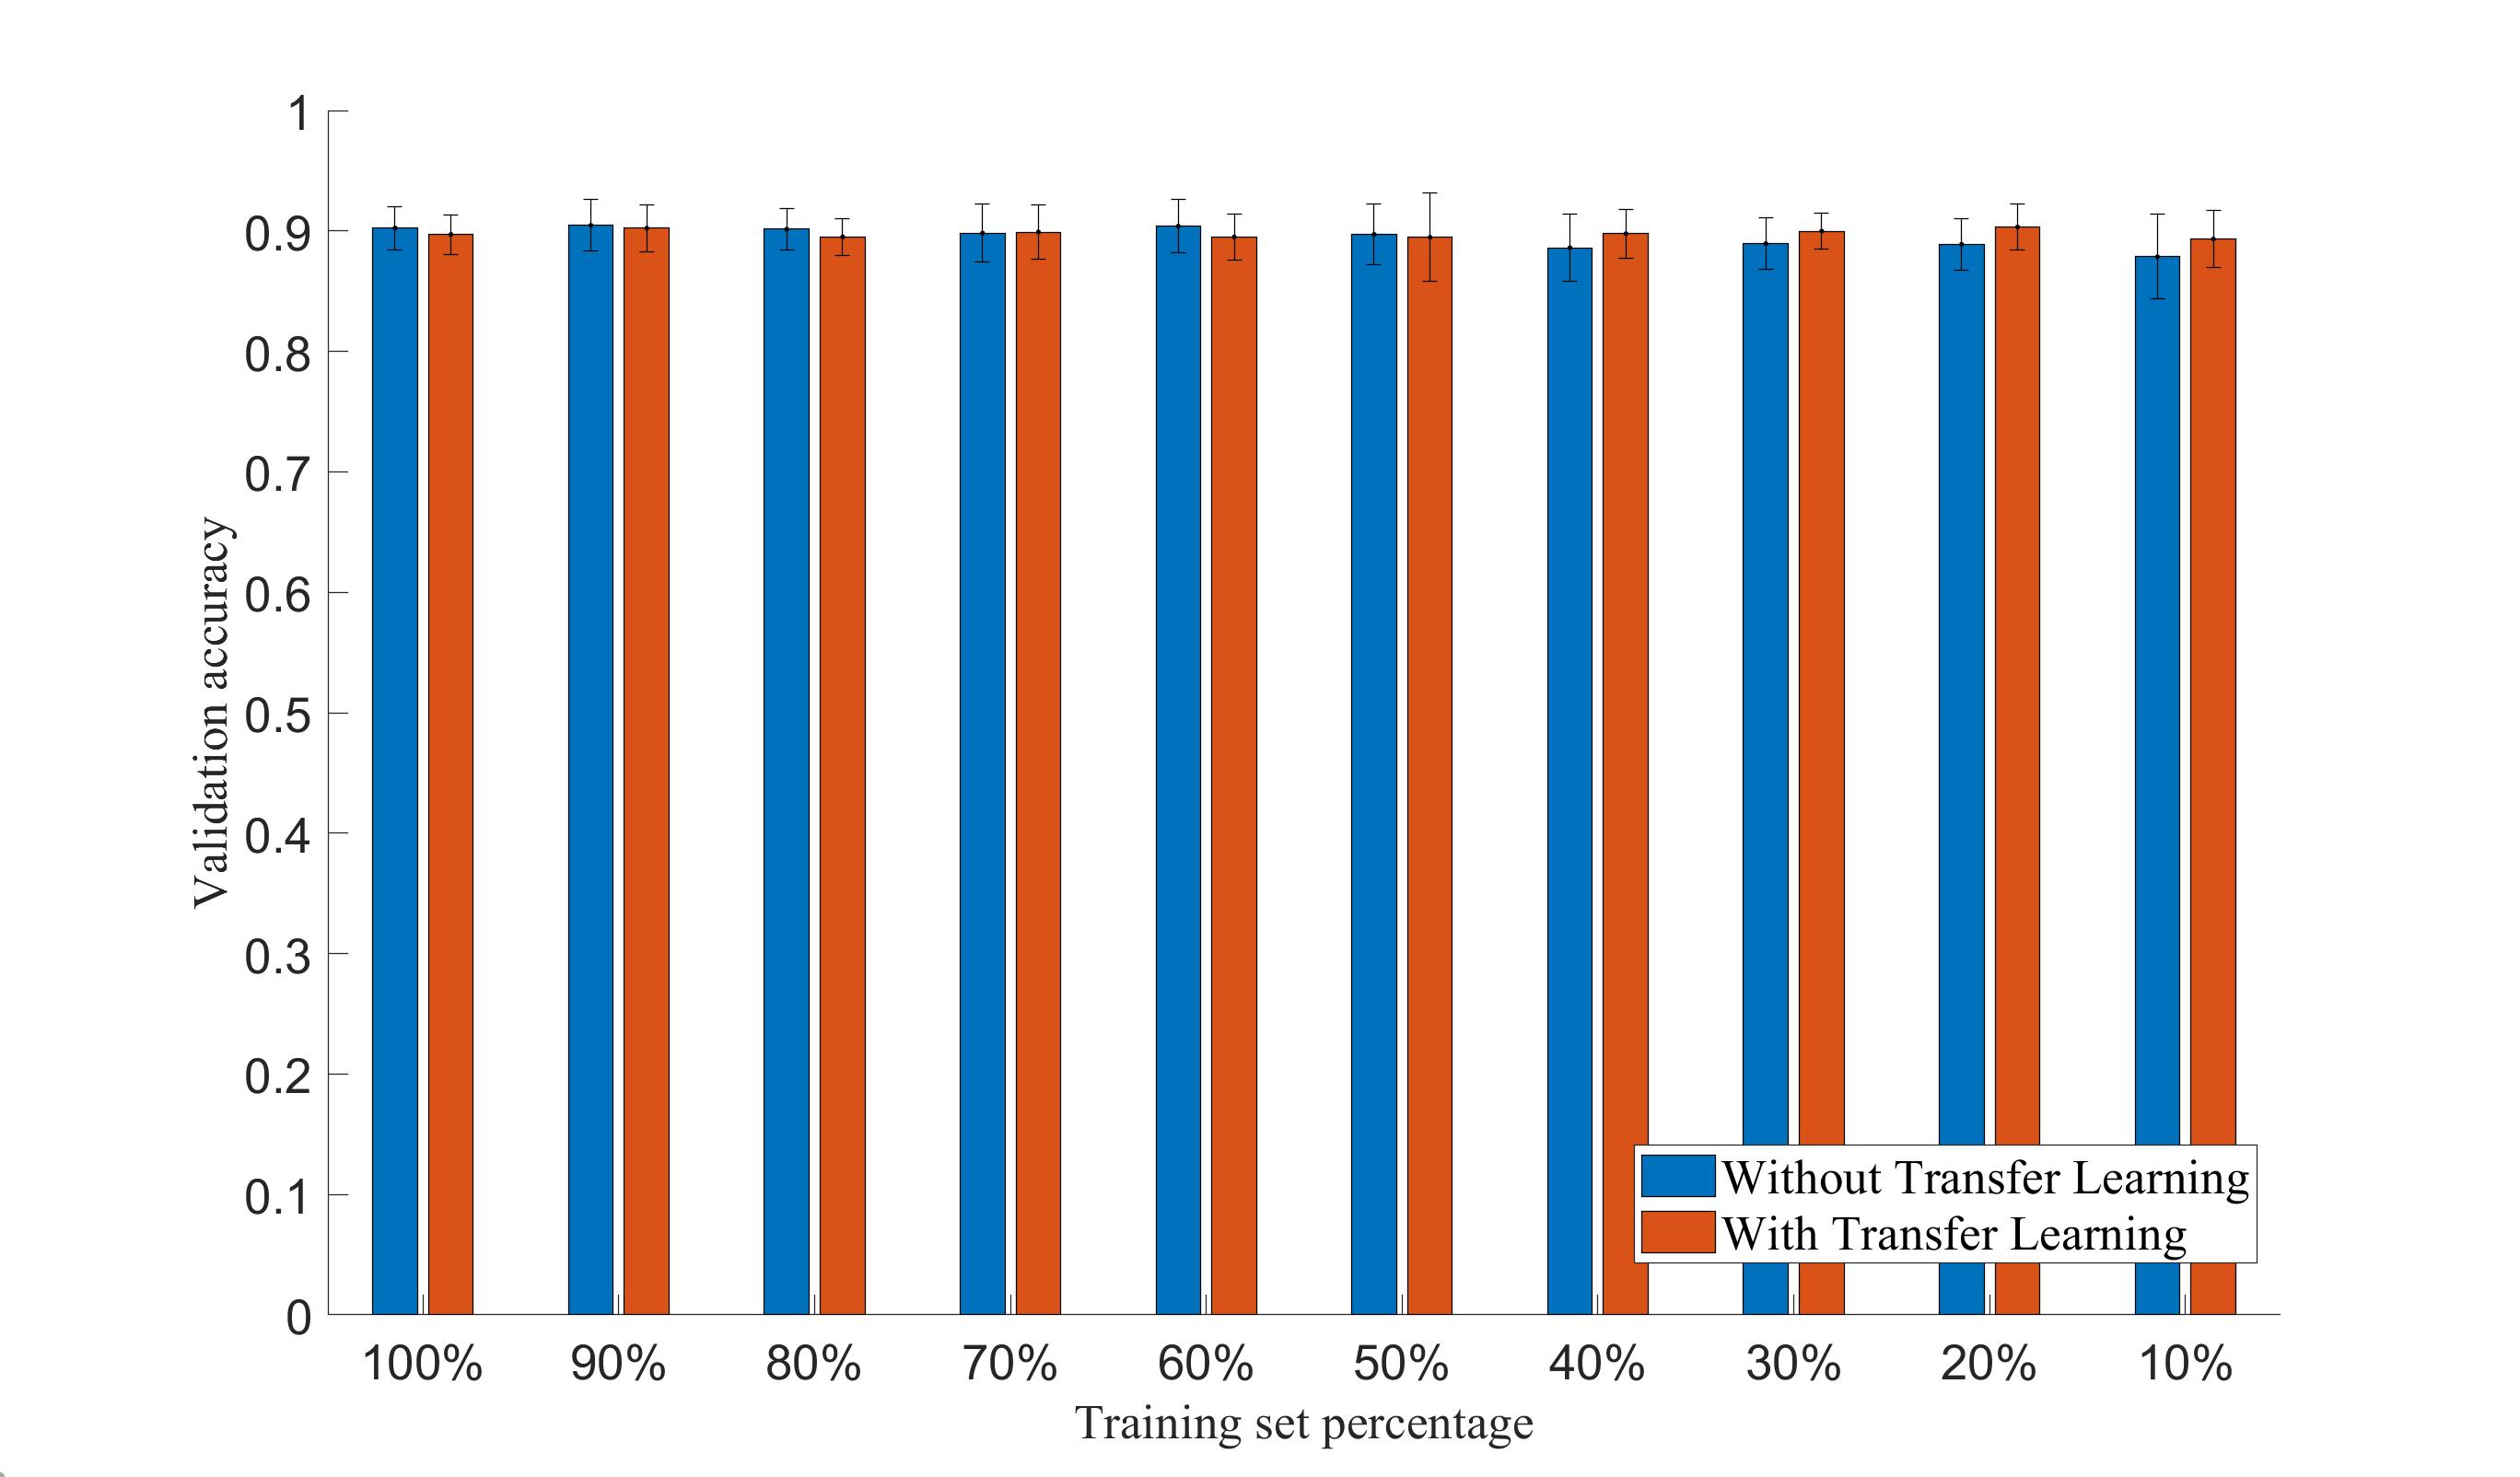 1
0.9
0.8
0.7
0.6
0.5
0.4
0.3
0.2
0.1
0
Validation accuracy
100% 90% 80% 70% 60% 50% 40% 30% 20% 10%
Training set percentage
Without Transfer Learning
With Transfer Learning